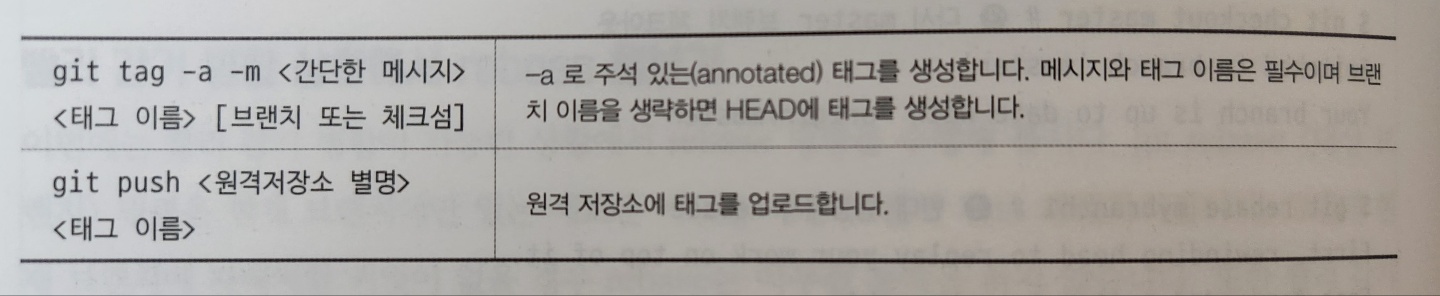 git tag -a -m <간단한 메시지>
<태그 이름> [브랜치 또는 체크섬]
-a 로 주석 있는(annotated) 태그를 생성합니다. 메시지와 태그 이름은 필수이며 브랜
치 이름을 생략하면 HEAD에 태그를 생성합니다.
git push <원격저장소 별명>
<태그 이름>
원격 저장소에 태그를 업로드합니다.